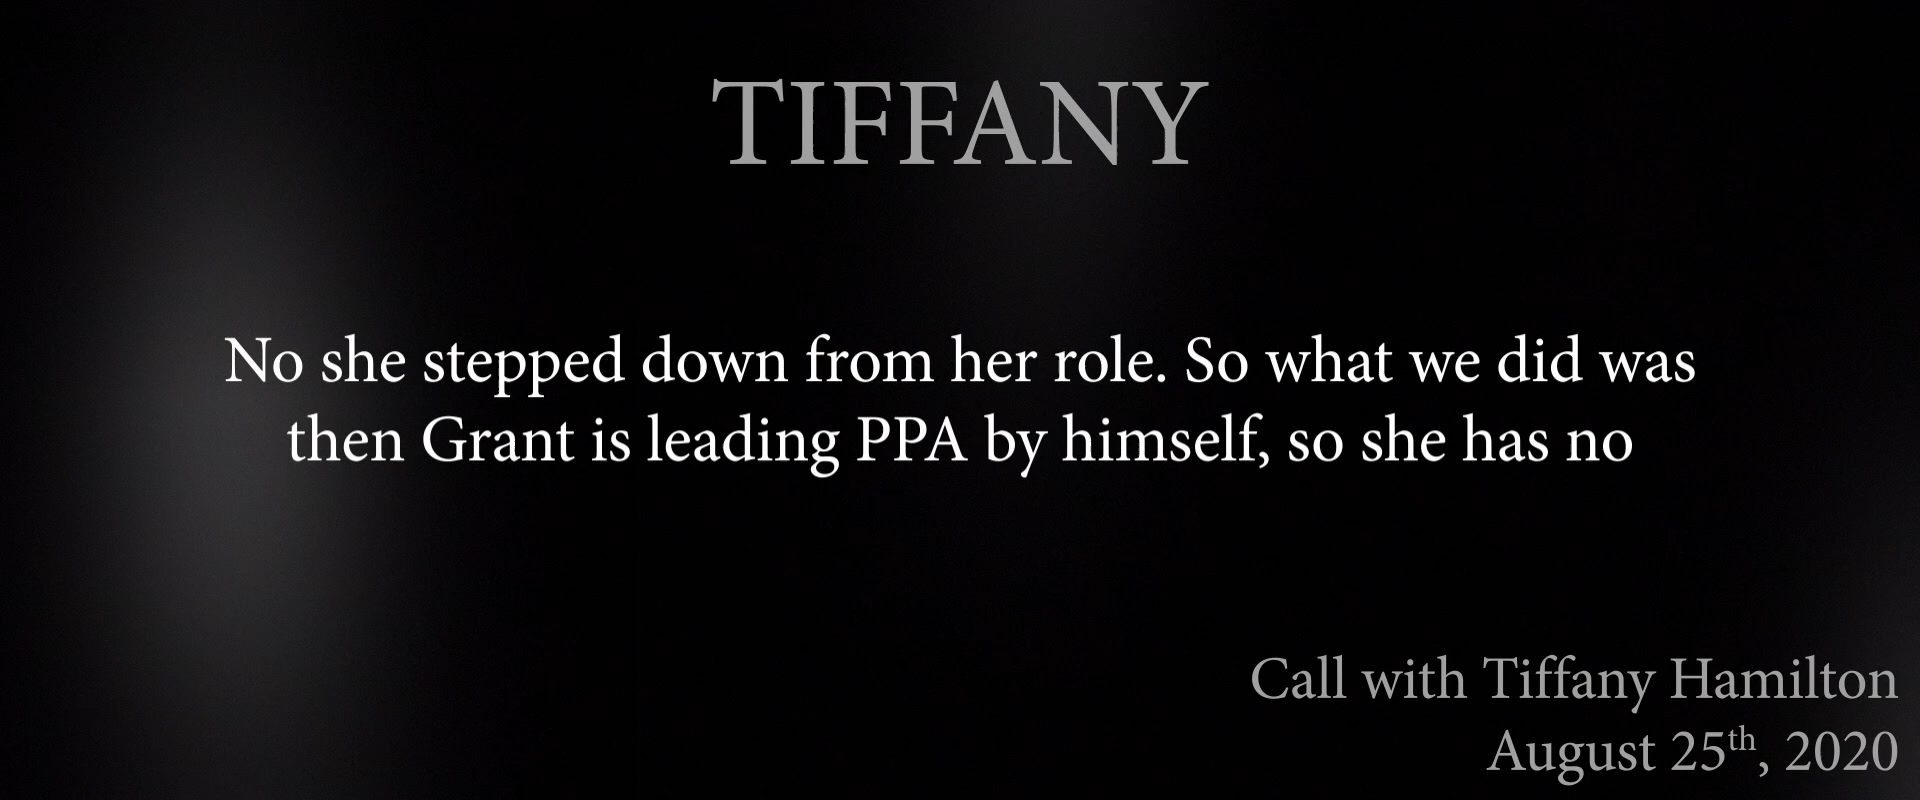 TIFFANY
No she stepped down from her role. So what we did was
then Grant is leading PPA by himself, so she has no
Call with Tiffany Hamilton
August 25th, 2020